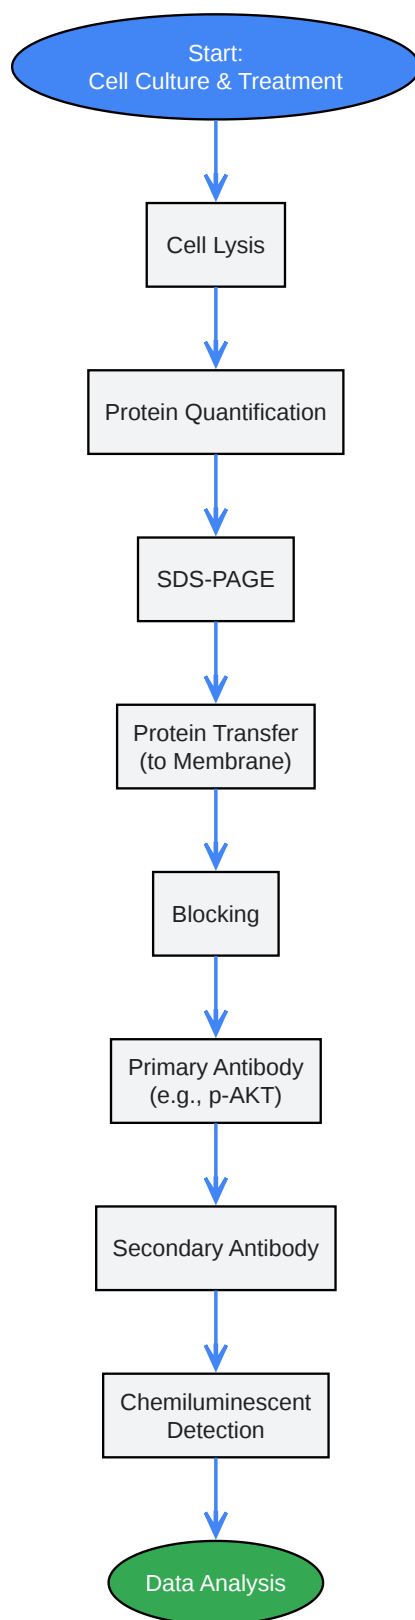 Start:
Cell Culture & Treatment
Cell Lysis
Protein Quantification
SDS-PAGE
Protein Transfer
(to Membrane)
Blocking
Primary Antibody
(e.g., p-AKT)
Secondary Antibody
Chemiluminescent
Detection
Data Analysis